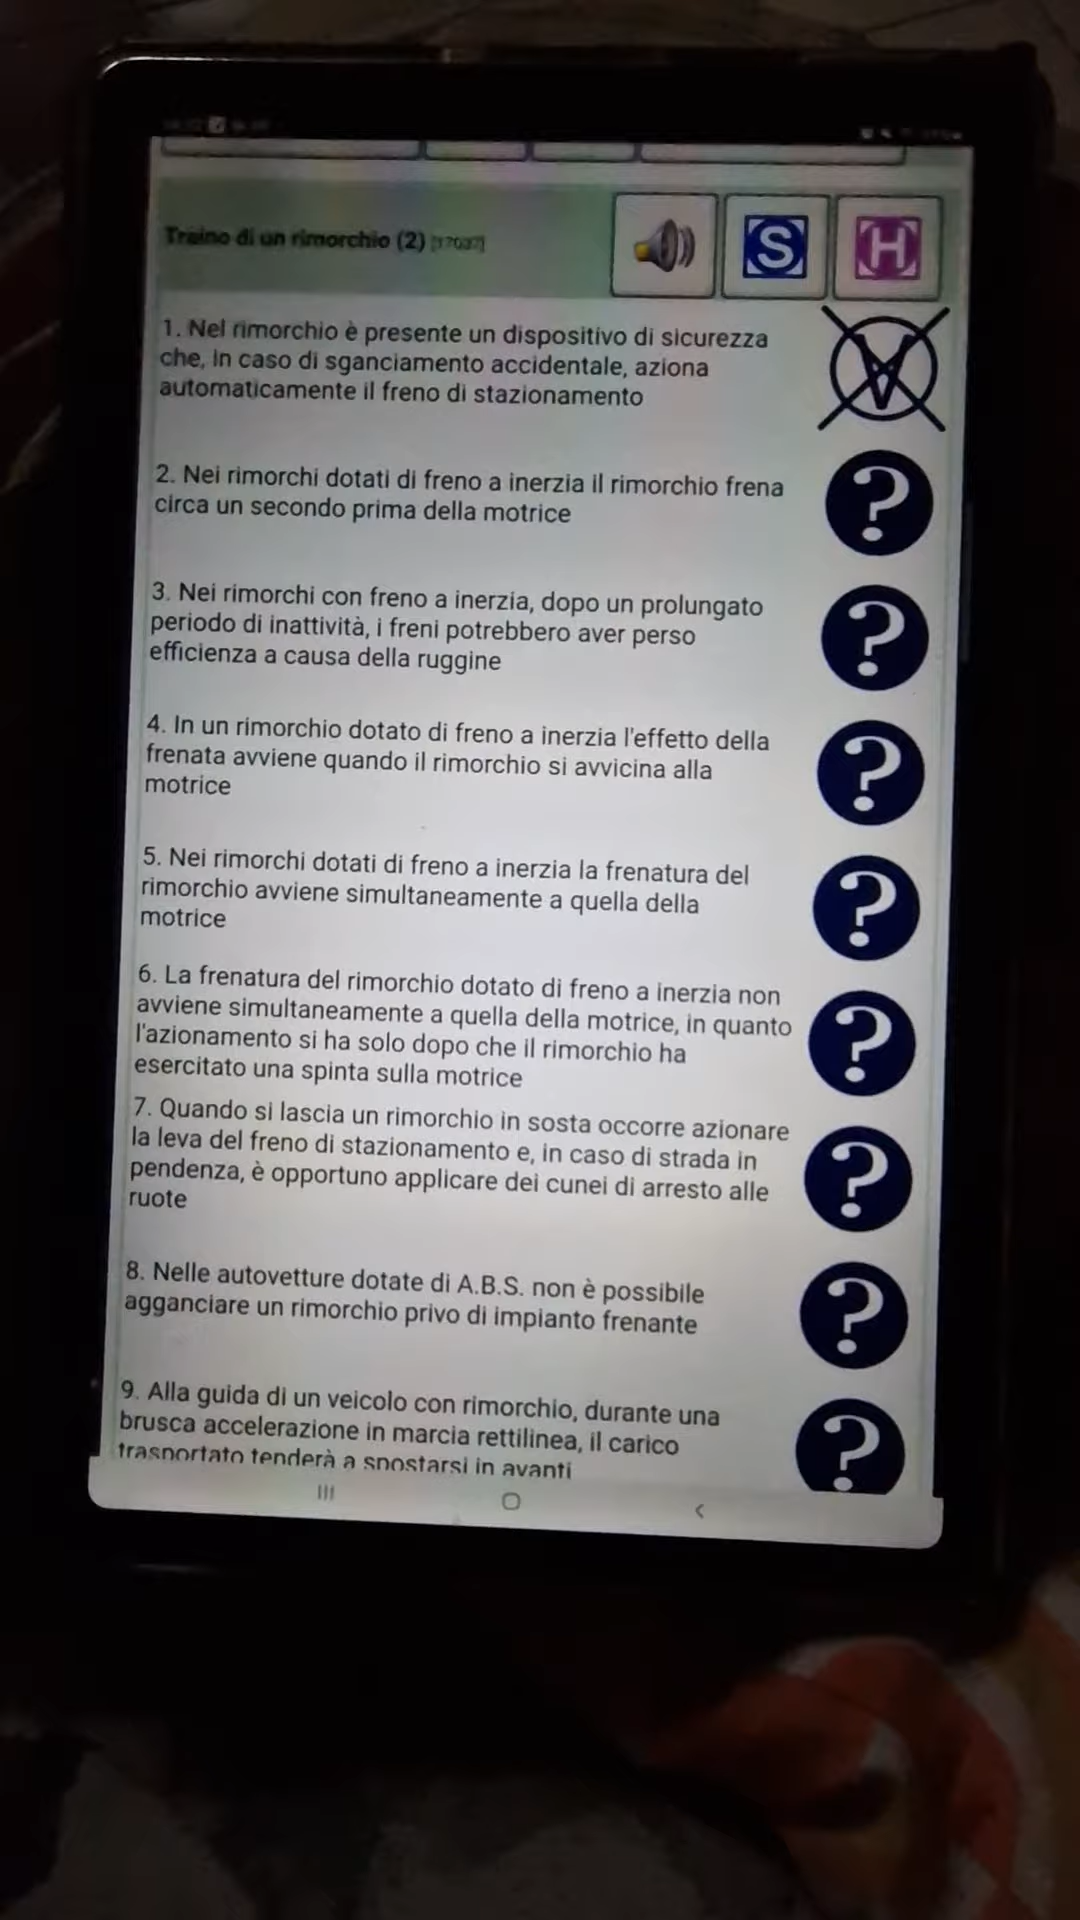 Traino di un rimorchio (2) [17037]
S
H
1. Nel rimorchio è presente un dispositivo di sicurezza
che, in caso di sganciamento accidentale, aziona
automaticamente il freno di stazionamento
V
2. Nei rimorchi dotati di freno a inerzia il rimorchio frena
circa un secondo prima della motrice
?
3. Nei rimorchi con freno a inerzia, dopo un prolungato
periodo di inattività, i freni potrebbero aver perso
efficienza a causa della ruggine
?
4. In un rimorchio dotato di freno a inerzia l'effetto della
frenata avviene quando il rimorchio si avvicina alla
motrice
?
5. Nei rimorchi dotati di freno a inerzia la frenatura del
rimorchio avviene simultaneamente a quella della
motrice
?
6. La frenatura del rimorchio dotato di freno a inerzia non
avviene simultaneamente a quella della motrice, in quanto
l'azionamento si ha solo dopo che il rimorchio ha
esercitato una spinta sulla motrice
?
7. Quando si lascia un rimorchio in sosta occorre azionare
la leva del freno di stazionamento e, in caso di strada in
pendenza, è opportuno applicare dei cunei di arresto alle
ruote
?
8. Nelle autovetture dotate di A.B.S. non è possibile
agganciare un rimorchio privo di impianto frenante
?
9. Alla guida di un veicolo con rimorchio, durante una
brusca accelerazione in marcia rettilinea, il carico
trasportato tenderà a spostarsi in avanti
?